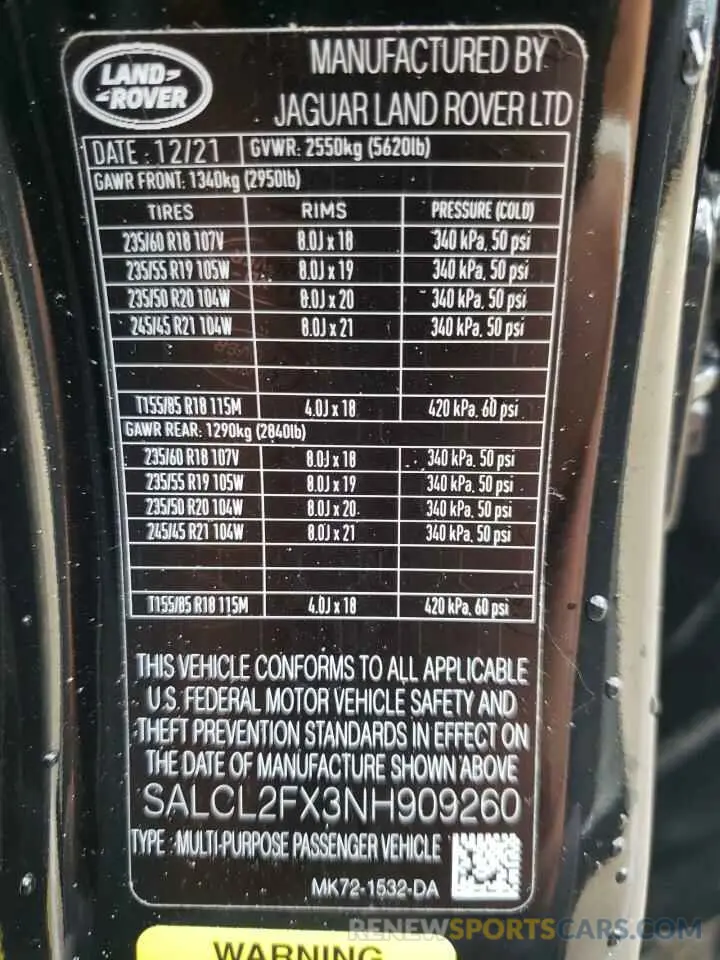 LAND-
-ROVER
MANUFACTURED BY
JAGUAR LAND ROVER LTD
DATE : 12/21 GVWR: 2550kg (5620lb)
GAWR FRONT: 1340kg (2950lb)
TIRES RIMS PRESSURE (COLD)
235/60 R18 107V 8.0J x 18 340 kPa, 50 psi
235/55 R19 105W 8.0J x 19 340 kPa, 50 psi
235/50 R20 104W 8.0J x 20 340 kPa, 50 psi
245/45 R21 104W 8.0J x 21 340 kPa, 50 psi
T155/85 R18 115M 4.0J x 18 420 kPa, 60 psi
GAWR REAR: 1290kg (2840lb)
235/60 R18 107V 8.0J x 18 340 kPa, 50 psi
235/55 R19 105W 8.0J x 19 340 kPa, 50 psi
235/50 R20 104W 8.0J x 20 340 kPa, 50 psi
245/45 R21 104W 8.0J x 21 340 kPa, 50 psi
T155/85 R18 115M 4.0J x 18 420 kPa, 60 psi
THIS VEHICLE CONFORMS TO ALL APPLICABLE
U.S. FEDERAL MOTOR VEHICLE SAFETY AND
THEFT PREVENTION STANDARDS IN EFFECT ON
THE DATE OF MANUFACTURE SHOWN ABOVE
SALCL2FX3NH909260
TYPE : MULTI-PURPOSE PASSENGER VEHICLE
MK72-1532-DA
RENEWSPORTSCARS.COM
WARNING